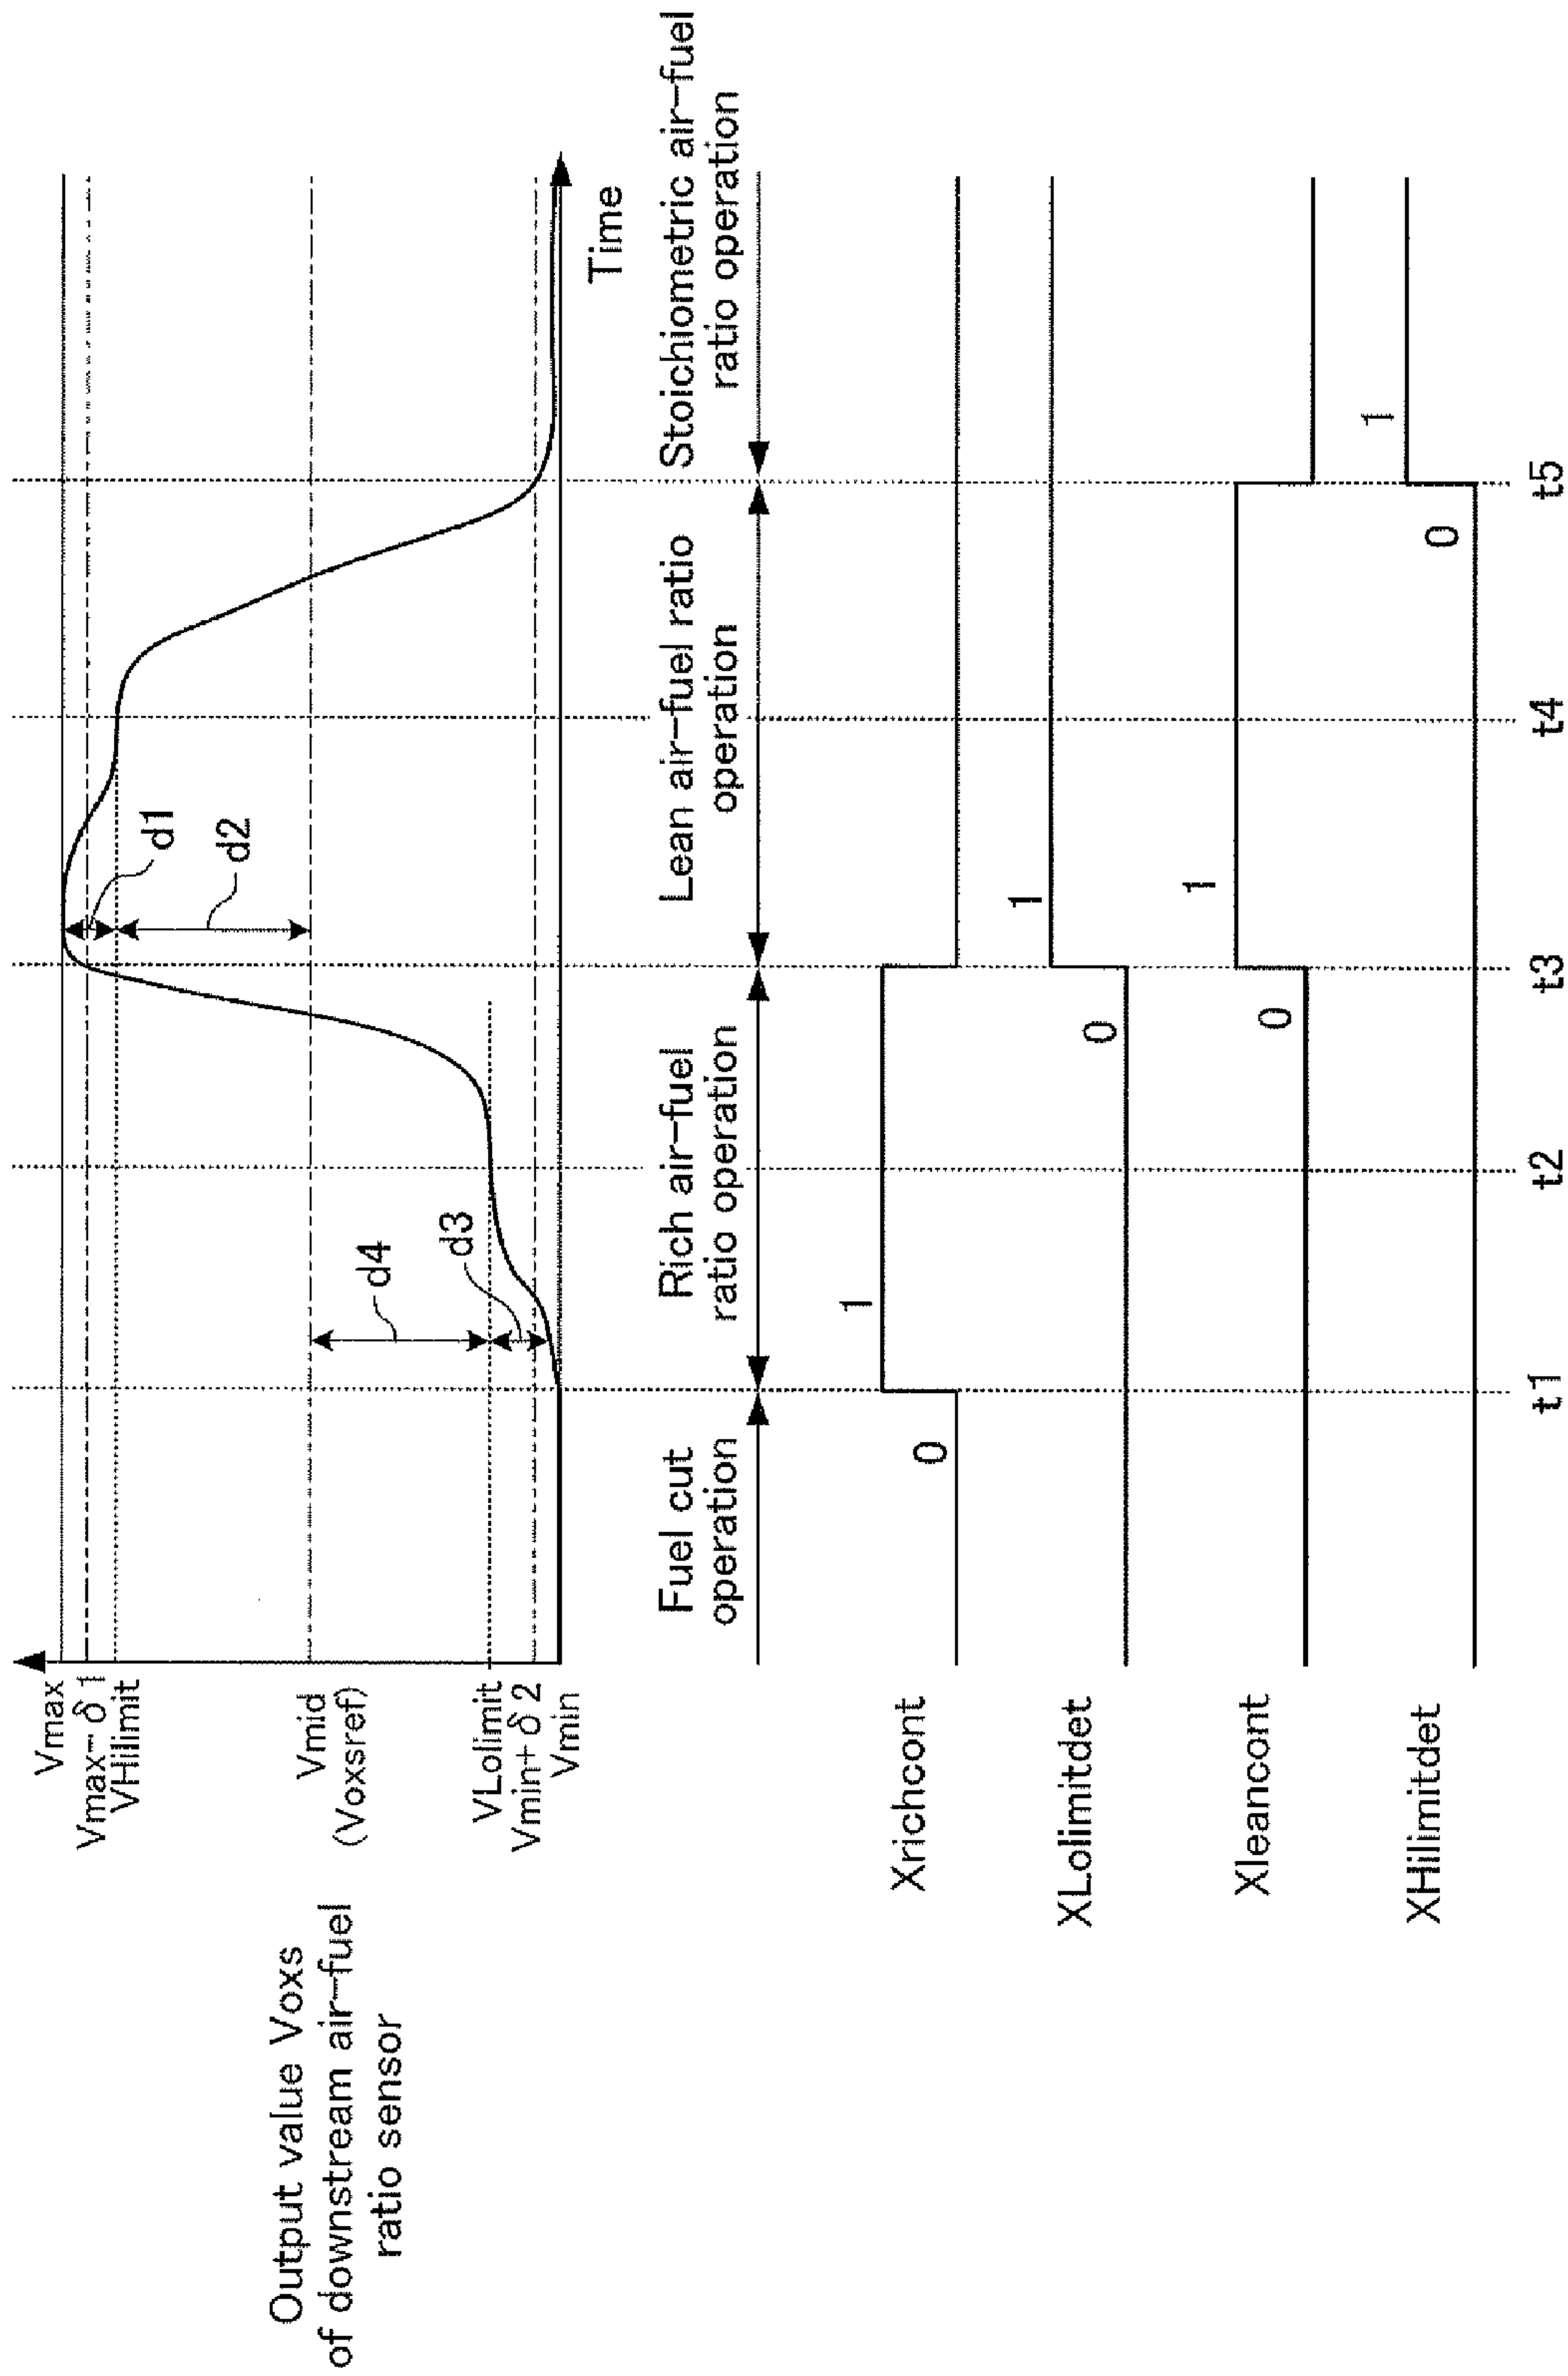 Output value Voxs
of downstream air-fuel
ratio sensor
Vmax
Vmax-δ1
VHilimit
Vmid
(Voxsref)
VLolimit
Vmin+δ2
Vmin
d1
d2
d4
d3
Time
Fuel cut
operation
Rich air-fuel
ratio operation
Lean air-fuel ratio
operation
Stoichiometric air-fuel
ratio operation
Xrichcont
0
1
XLolimitdet
0
1
Xleancont
0
1
XHilimitdet
0
1
t1
t2
t3
t4
t5